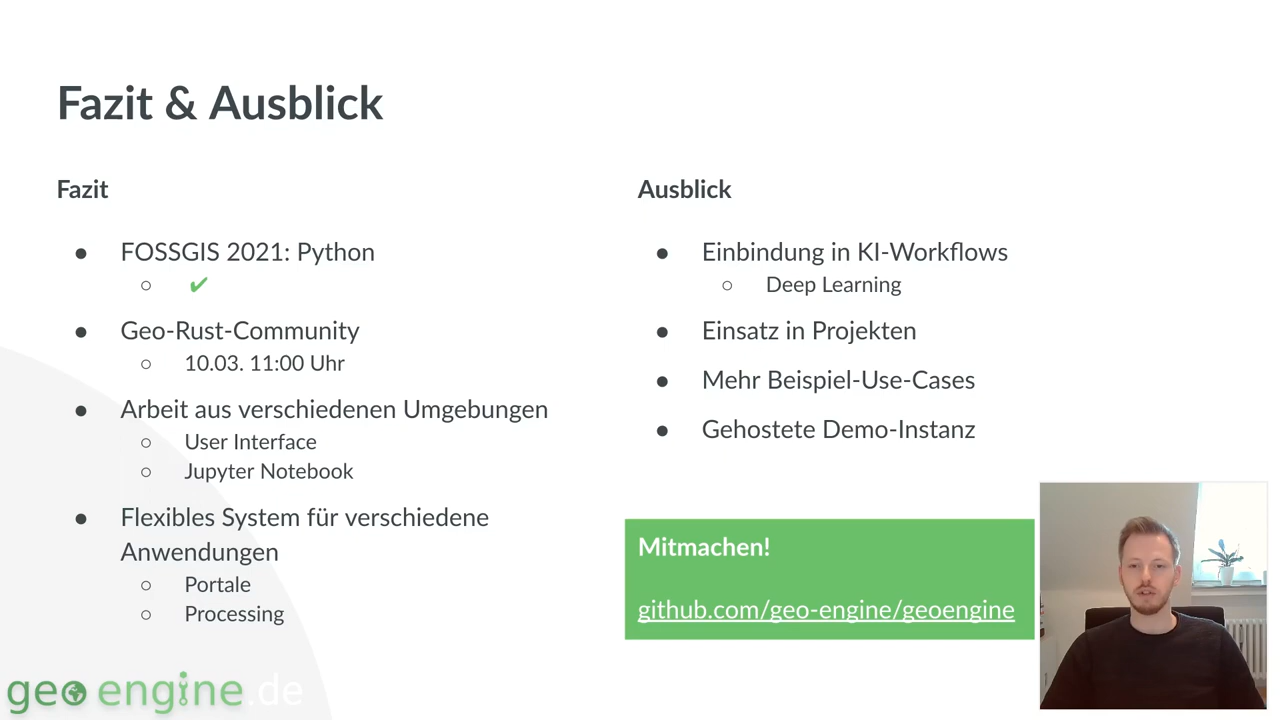 Fazit & Ausblick
Fazit
● FOSSGIS 2021: Python
○ ✔
● Geo-Rust-Community
○ 10.03. 11:00 Uhr
● Arbeit aus verschiedenen Umgebungen
○ User Interface
○ Jupyter Notebook
● Flexibles System für verschiedene
Anwendungen
○ Portale
○ Processing
Ausblick
● Einbindung in KI-Workflows
○ Deep Learning
● Einsatz in Projekten
● Mehr Beispiel-Use-Cases
● Gehostete Demo-Instanz
Mitmachen!
github.com/geo-engine/geoengine
geo engine.de